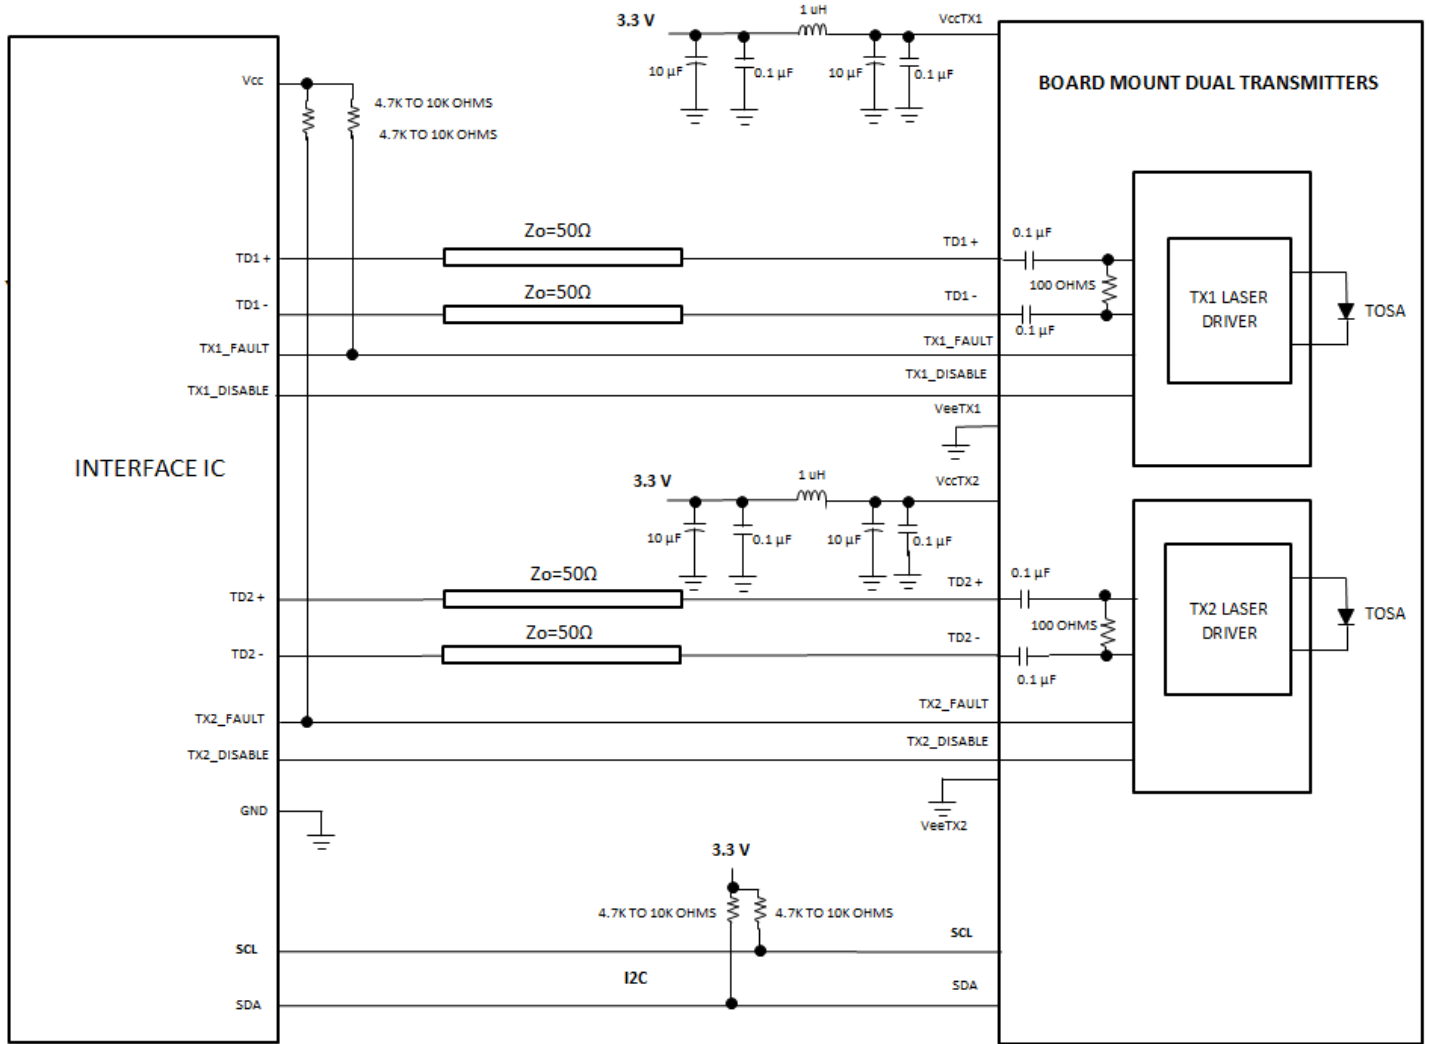 1 uH
VccTX1
3.3 V
10 µF
0.1 µF
10 µF
0.1 µF
BOARD MOUNT DUAL TRANSMITTERS
Vcc
4.7K TO 10K OHMS
4.7K TO 10K OHMS
Zo=50Ω
TD1 +
TD1 +
0.1 µF
Zo=50Ω
TD1 -
TD1 -
100 OHMS
0.1 µF
TX1 LASER
DRIVER
TOSA
TX1_FAULT
TX1_FAULT
TX1_DISABLE
TX1_DISABLE
VeeTX1
INTERFACE IC
3.3 V
1 uH
VccTX2
10 µF
0.1 µF
10 µF
0.1 µF
Zo=50Ω
TD2 +
TD2 +
0.1 µF
Zo=50Ω
TD2 -
TD2 -
100 OHMS
0.1 µF
TX2 LASER
DRIVER
TOSA
TX2_FAULT
TX2_FAULT
TX2_DISABLE
TX2_DISABLE
GND
VeeTX2
3.3 V
4.7K TO 10K OHMS
4.7K TO 10K OHMS
SCL
SCL
I2C
SDA
SDA